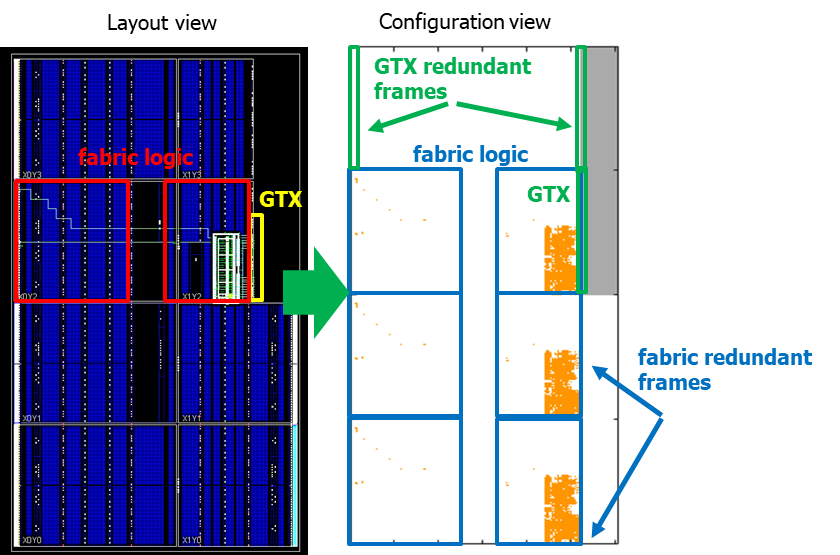 Layout view
Configuration view
GTX redundant
frames
fabric logic
fabric logic
X0Y3
X1Y3
GTX
GTX
X0Y2
X1Y2
fabric redundant
frames
X0Y1
X1Y1
X0Y0
X1Y0